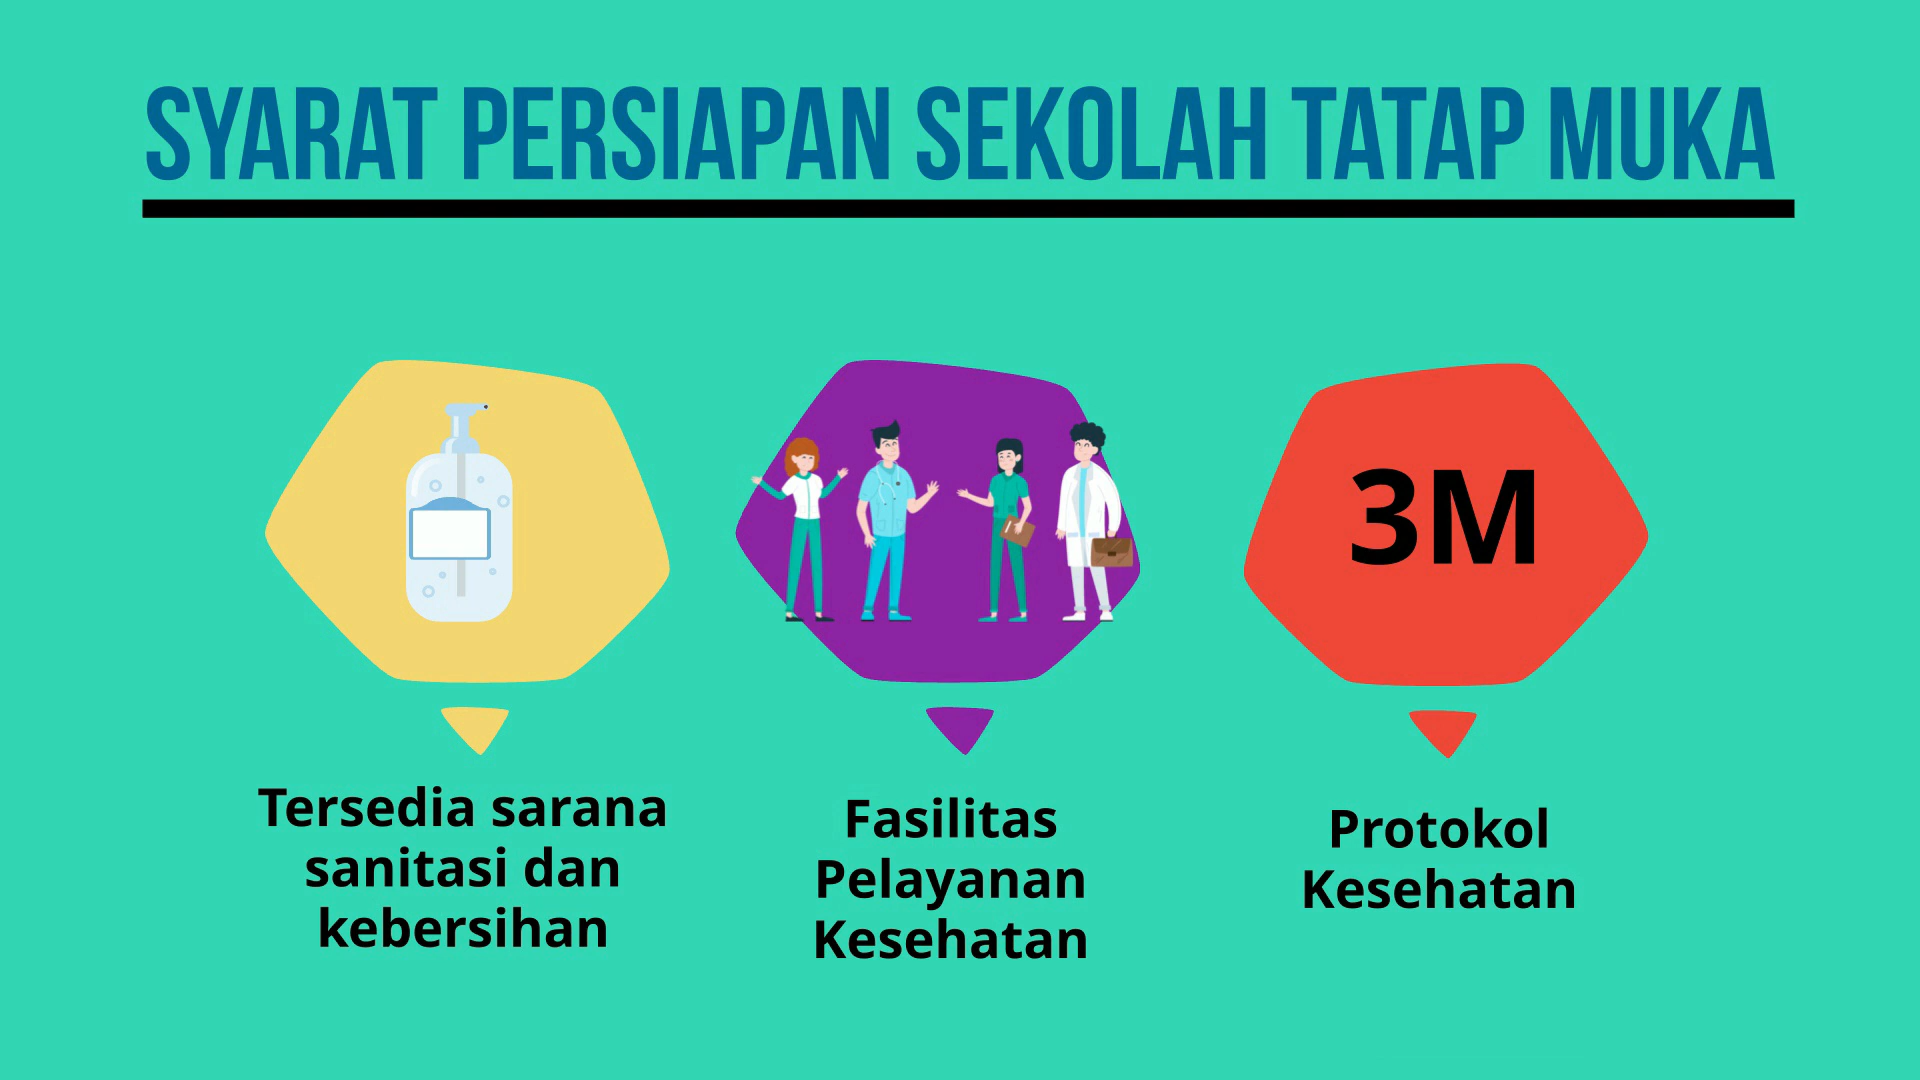 SYARAT PERSIAPAN SEKOLAH TATAP MUKA
Tersedia sarana
sanitasi dan
kebersihan
Fasilitas
Pelayanan
Kesehatan
3M
Protokol
Kesehatan